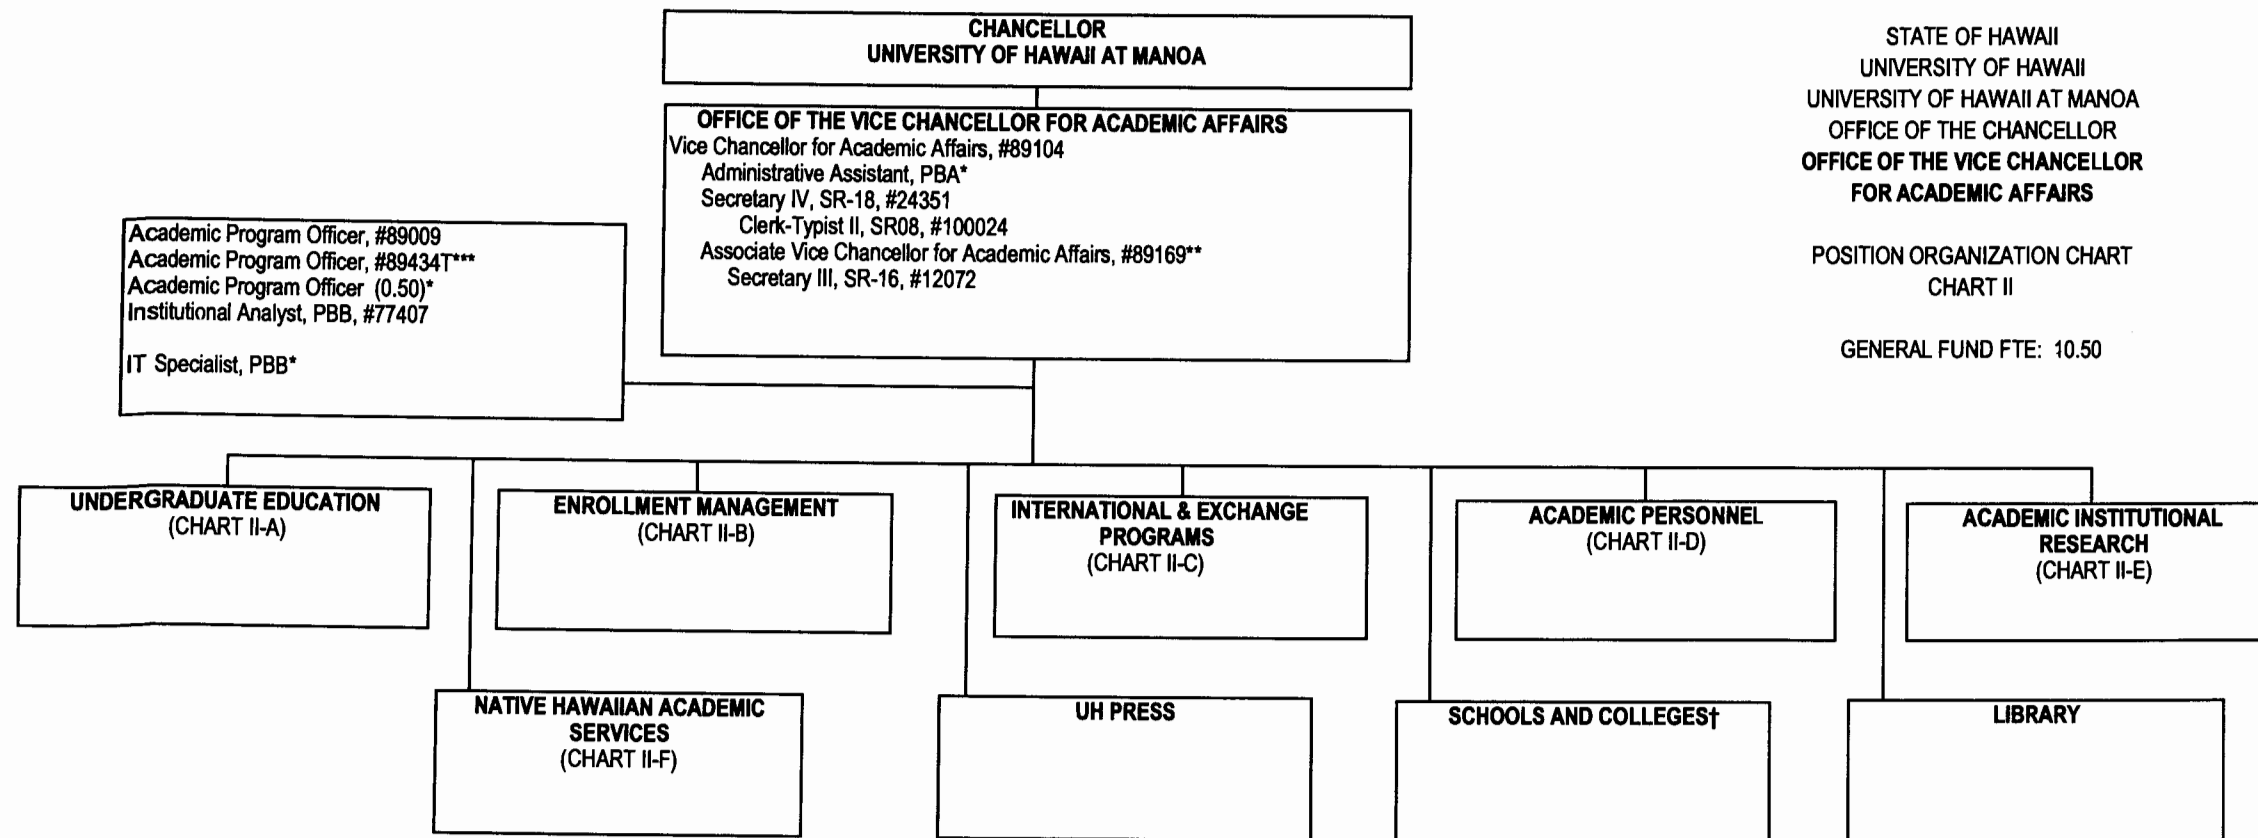 CHANCELLOR
UNIVERSITY OF HAWAII AT MANOA
STATE OF HAWAII
UNIVERSITY OF HAWAII
UNIVERSITY OF HAWAII AT MANOA
OFFICE OF THE CHANCELLOR
OFFICE OF THE VICE CHANCELLOR
FOR ACADEMIC AFFAIRS
POSITION ORGANIZATION CHART
CHART II
GENERAL FUND FTE: 10.50
OFFICE OF THE VICE CHANCELLOR FOR ACADEMIC AFFAIRS
Vice Chancellor for Academic Affairs, #89104
Administrative Assistant, PBA*
Secretary IV, SR-18, #24351
Clerk-Typist II, SR08, #100024
Associate Vice Chancellor for Academic Affairs, #89169**
Secretary III, SR-16, #12072
Academic Program Officer, #89009
Academic Program Officer, #89434T***
Academic Program Officer (0.50)*
Institutional Analyst, PBB, #77407
IT Specialist, PBB*
UNDERGRADUATE EDUCATION
(CHART II-A)
ENROLLMENT MANAGEMENT
(CHART II-B)
INTERNATIONAL & EXCHANGE
PROGRAMS
(CHART II-C)
ACADEMIC PERSONNEL
(CHART II-D)
ACADEMIC INSTITUTIONAL
RESEARCH
(CHART II-E)
NATIVE HAWAIIAN ACADEMIC
SERVICES
(CHART II-F)
UH PRESS
SCHOOLS AND COLLEGES†
LIBRARY